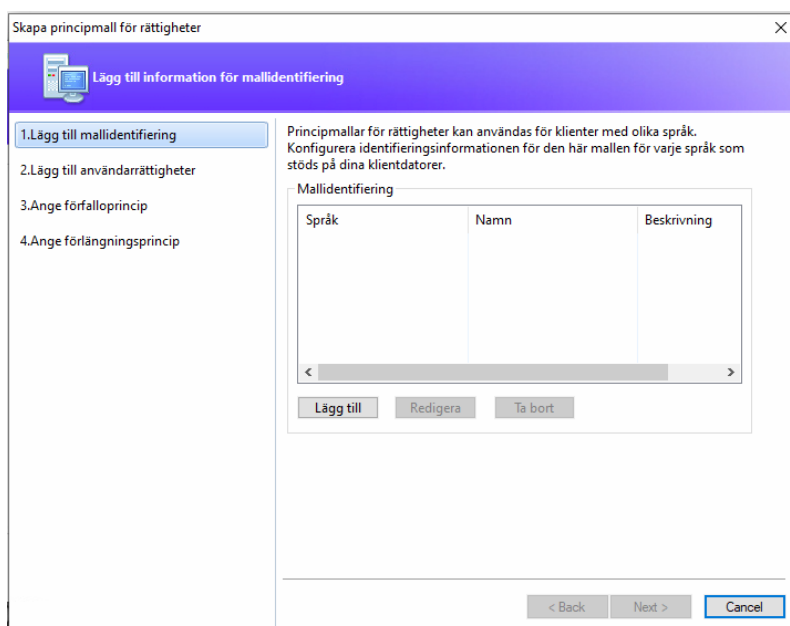 Skapa principmall för rättigheter
Lägg till information för mallidentifiering
1.Lägg till mallidentifiering
2.Lägg till användarrättigheter
3.Ange förfalloprincip
4.Ange förlängningsprincip
Principmallar för rättigheter kan användas för klienter med olika språk.
Konfigurera identifieringsinformationen för den här mallen för varje språk som
stöds på dina klientdatorer.
Mallidentifiering
Språk Namn Beskrivning
Lägg till Redigera Ta bort
< Back Next > Cancel